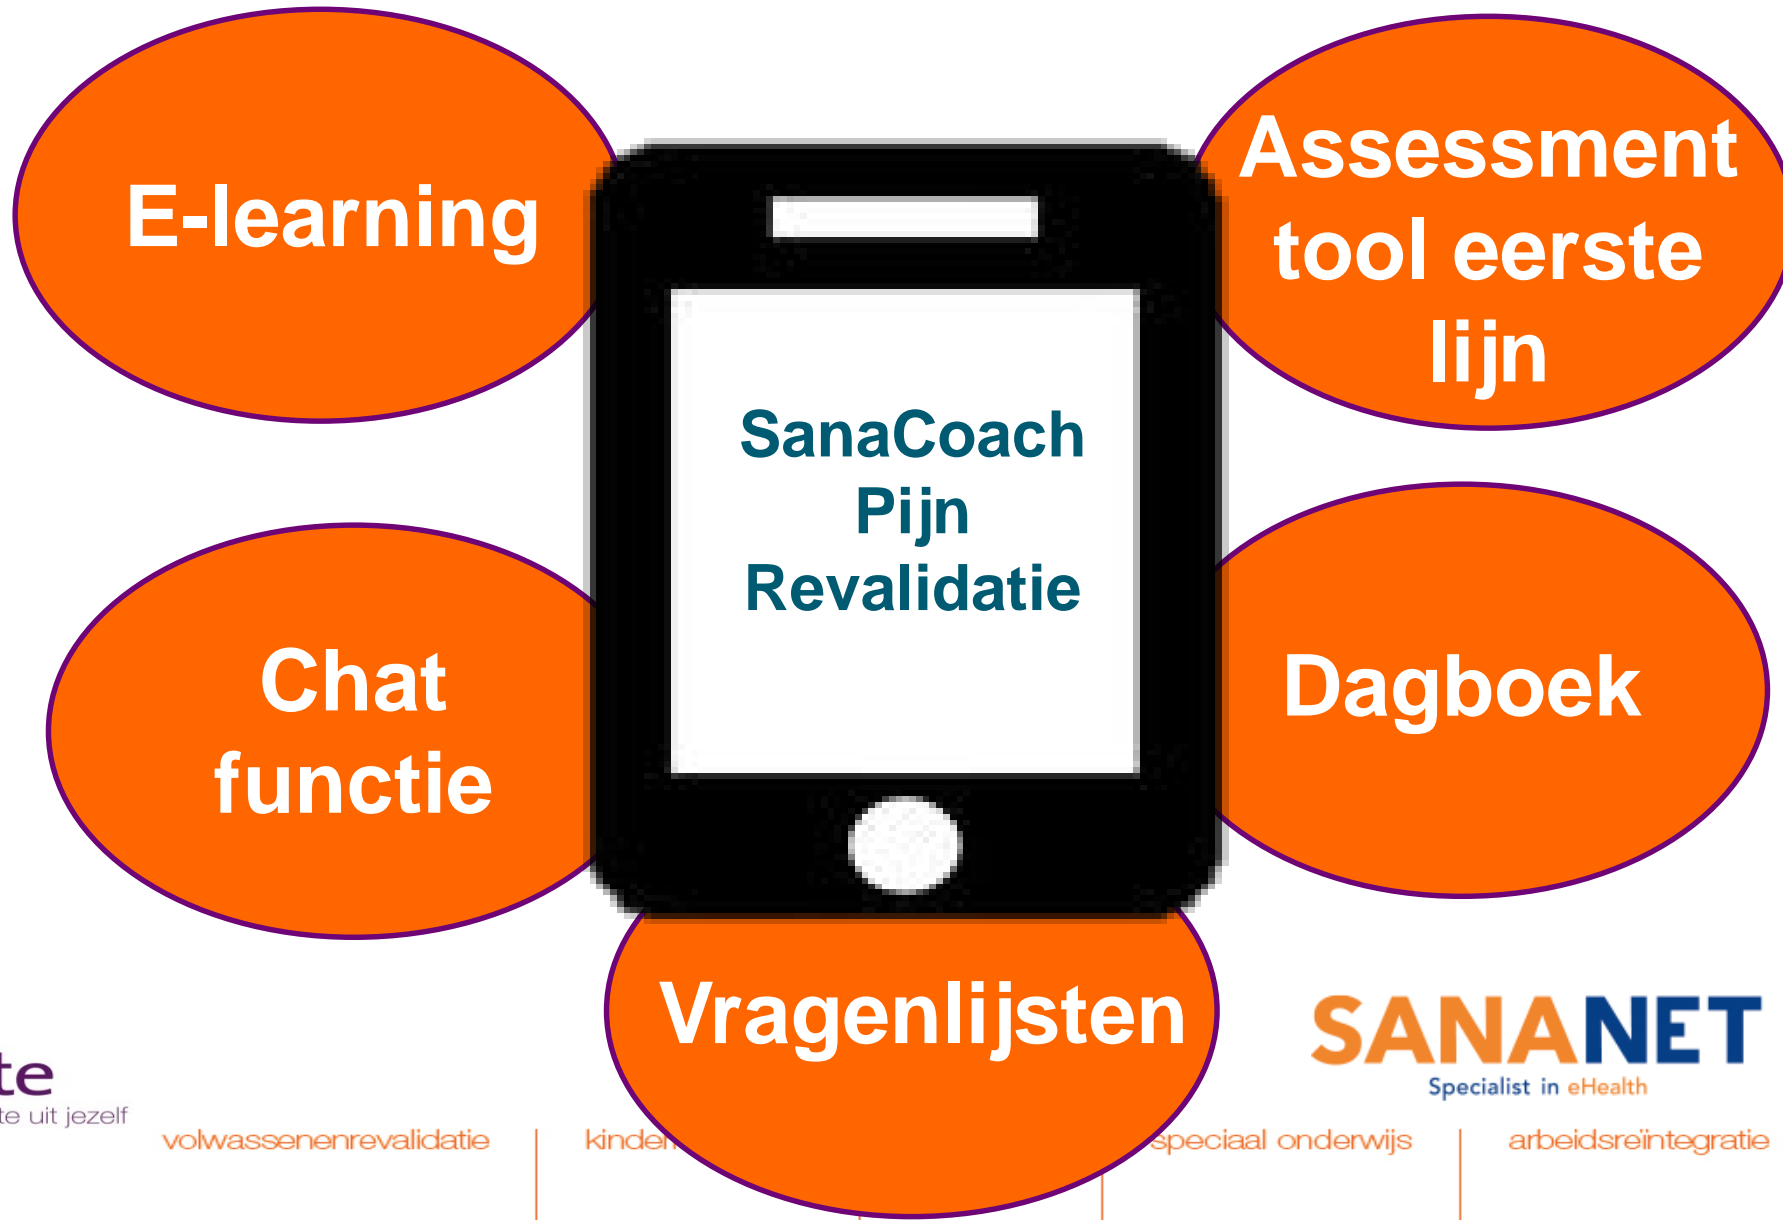 E-learning
Assessment
tool eerste
lijn
SanaCoach
Pijn
Revalidatie
Chat
functie
Dagboek
Vragenlijsten
SANANET
Specialist in eHealth
te
te uit jezelf
volwassenenrevalidatie
speciaal onderwijs
arbeidsreïntegratie